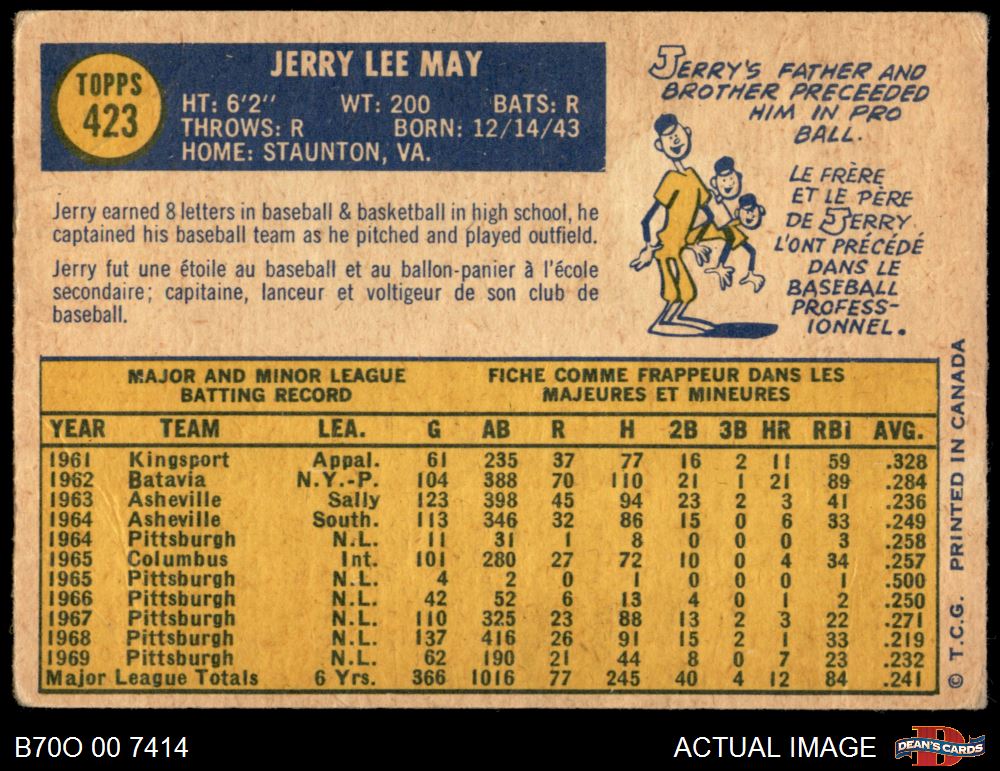 TOPPS
423
JERRY LEE MAY
HT: 6'2" WT: 200 BATS: R
THROWS: R BORN: 12/14/43
HOME: STAUNTON, VA.
Jerry earned 8 letters in baseball & basketball in high school, he
captained his baseball team as he pitched and played outfield.
Jerry fut une étoile au baseball et au ballon-panier à l'école
secondaire; capitaine, lanceur et voltigeur de son club de
baseball.
JERRY'S FATHER AND
BROTHER PRECEEDED
HIM IN PRO
BALL.
LE FRÈRE
ET LE PÈRE
DE JERRY
L'ONT PRÉCÉDÉ
DANS LE
BASEBALL
PROFESS-
IONNEL.
MAJOR AND MINOR LEAGUE
BATTING RECORD
FICHE COMME FRAPPEUR DANS LES
MAJEURES ET MINEURES
YEAR TEAM LEA. G AB R H 2B 3B HR RBI AVG.
1961 Kingsport Appal. 61 235 37 77 16 2 11 59 .328
1962 Batavia N.Y.-P. 104 388 70 110 21 1 21 89 .284
1963 Asheville Sally 123 398 45 94 23 2 3 41 .236
1964 Asheville South. 113 346 32 86 15 0 6 33 .249
1964 Pittsburgh N.L. 11 31 1 8 0 0 0 3 .258
1965 Columbus Int. 101 280 27 72 10 0 4 34 .257
1965 Pittsburgh N.L. 4 2 0 1 0 0 0 1 .500
1966 Pittsburgh N.L. 42 52 6 13 4 0 1 2 .250
1967 Pittsburgh N.L. 110 325 23 88 13 2 3 22 .271
1968 Pittsburgh N.L. 137 416 26 91 15 2 1 33 .219
1969 Pittsburgh N.L. 62 190 21 44 8 0 7 23 .232
Major League Totals 6 Yrs. 366 1016 77 245 40 4 12 84 .241
© T.C.G. PRINTED IN CANADA
B70O 00 7414
ACTUAL IMAGE
DEAN'S CARDS